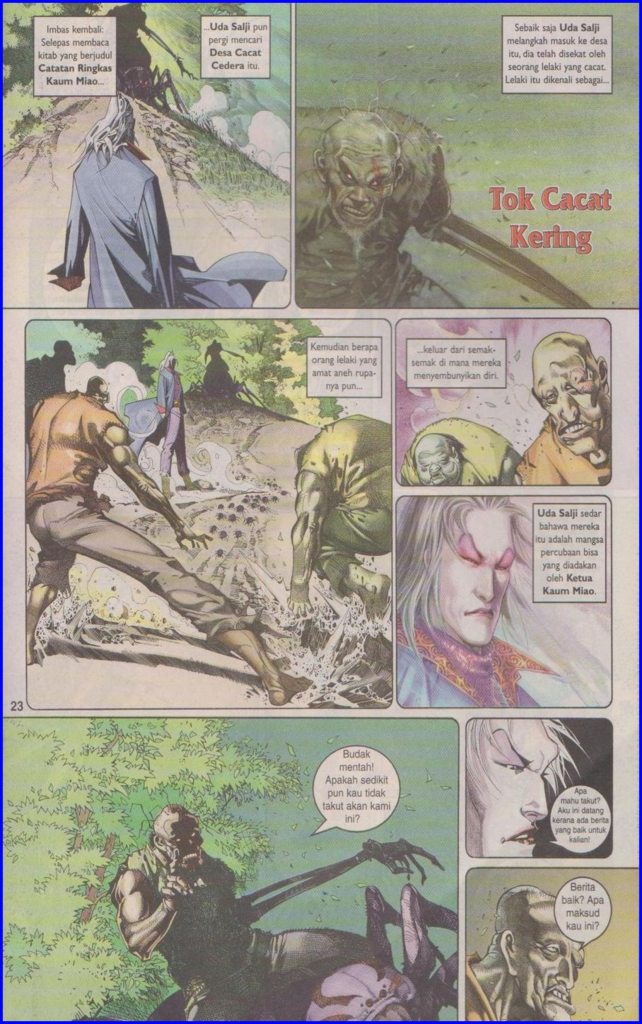 Imbas kembali:
Selepas membaca
kitab yang berjudul
Catatan Ringkas
Kaum Miao...
...Uda Salji pun
pergi mencari
Desa Cacat
Cedera itu.
Sebaik saja Uda Salji
melangkah masuk ke desa
itu, dia telah disekat oleh
seorang lelaki yang cacat.
Lelaki itu dikenali sebagai...
Tok Cacat
Kering
Kemudian berapa
orang lelaki yang
amat aneh rupa-
nya pun...
...keluar dari semak-
semak di mana mereka
menyembunyikan diri.
Uda Salji sedar
bahawa mereka
itu adalah mangsa
percubaan bisa
yang diadakan
oleh Ketua
Kaum Miao.
23
Budak
mentah!
Apakah sedikit
pun kau tidak
takut akan kami
ini?
Apa
mahu takut?
Aku ini datang
kerana ada berita
yang baik untuk
kalian!
Berita
baik? Apa
maksud
kau ini?